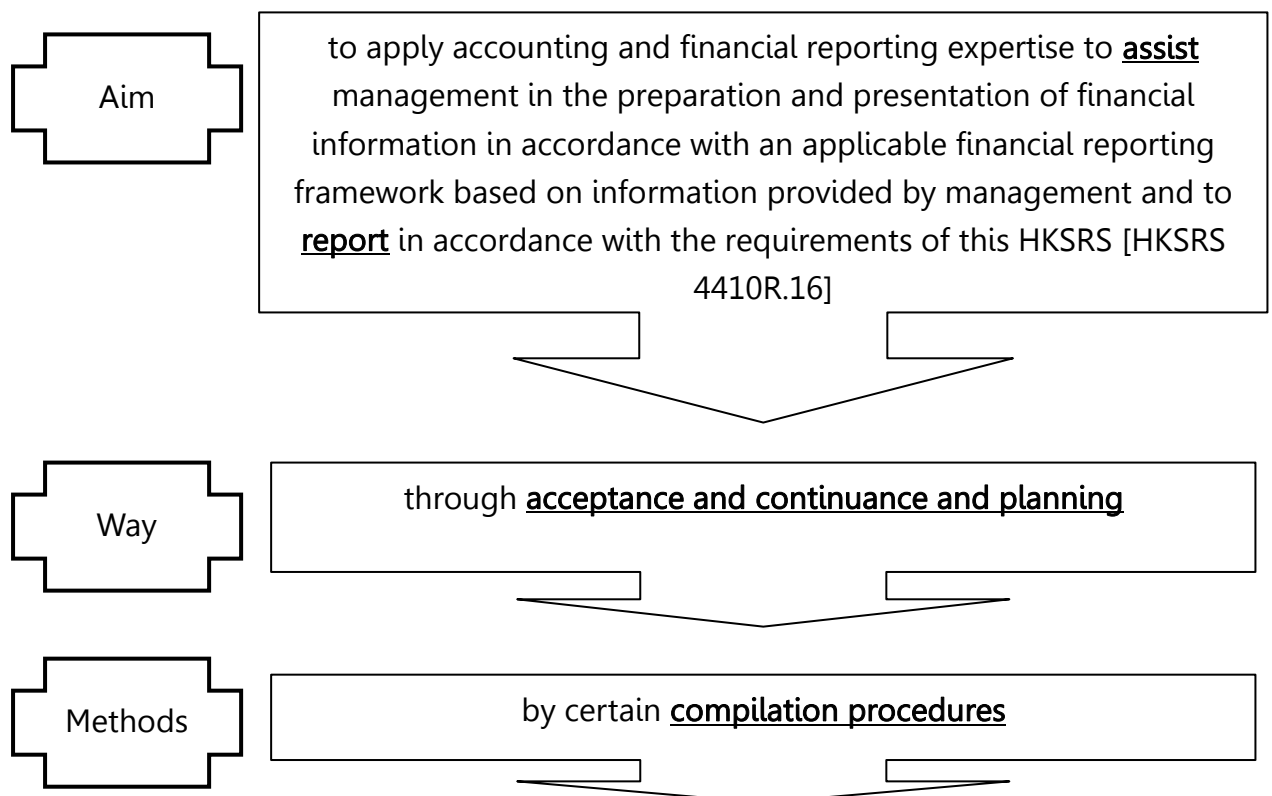 Aim
to apply accounting and financial reporting expertise to assist
management in the preparation and presentation of financial
information in accordance with an applicable financial reporting
framework based on information provided by management and to
report in accordance with the requirements of this HKSRS [HKSRS
4410R.16]
Way
through acceptance and continuance and planning
Methods
by certain compilation procedures